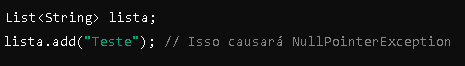 List<String> lista;
lista.add("Teste"); // Isso causará NullPointerException